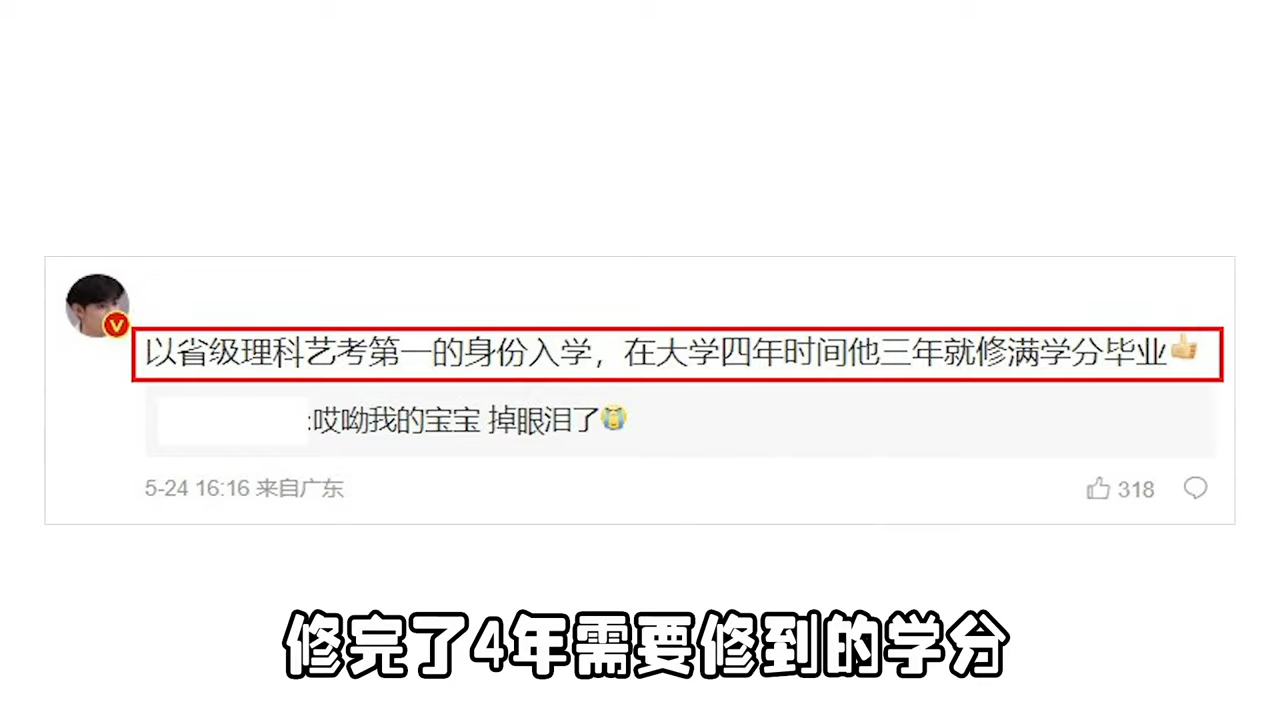 以省级理科艺考第一的身份入学，在大学四年时间他三年就修满学分毕业👍
:哎呦我的宝宝 掉眼泪了😭
5-24 16:16 来自广东
318
修完了4年需要修到的学分